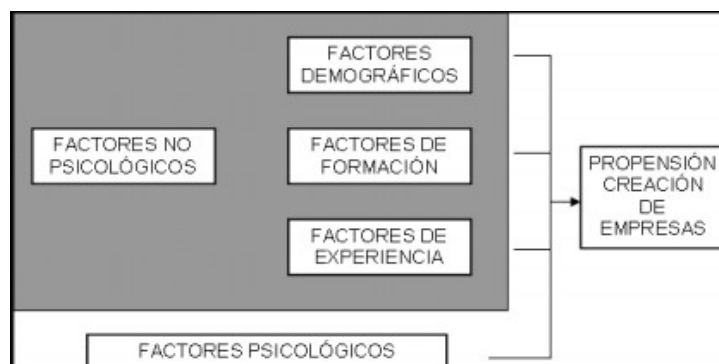 FACTORES
DEMOGRÁFICOS
FACTORES NO
PSICOLÓGICOS
FACTORES DE
FORMACIÓN
FACTORES DE
EXPERIENCIA
PROPENSIÓN
CREACIÓN
DE
EMPRESAS
FACTORES PSICOLÓGICOS